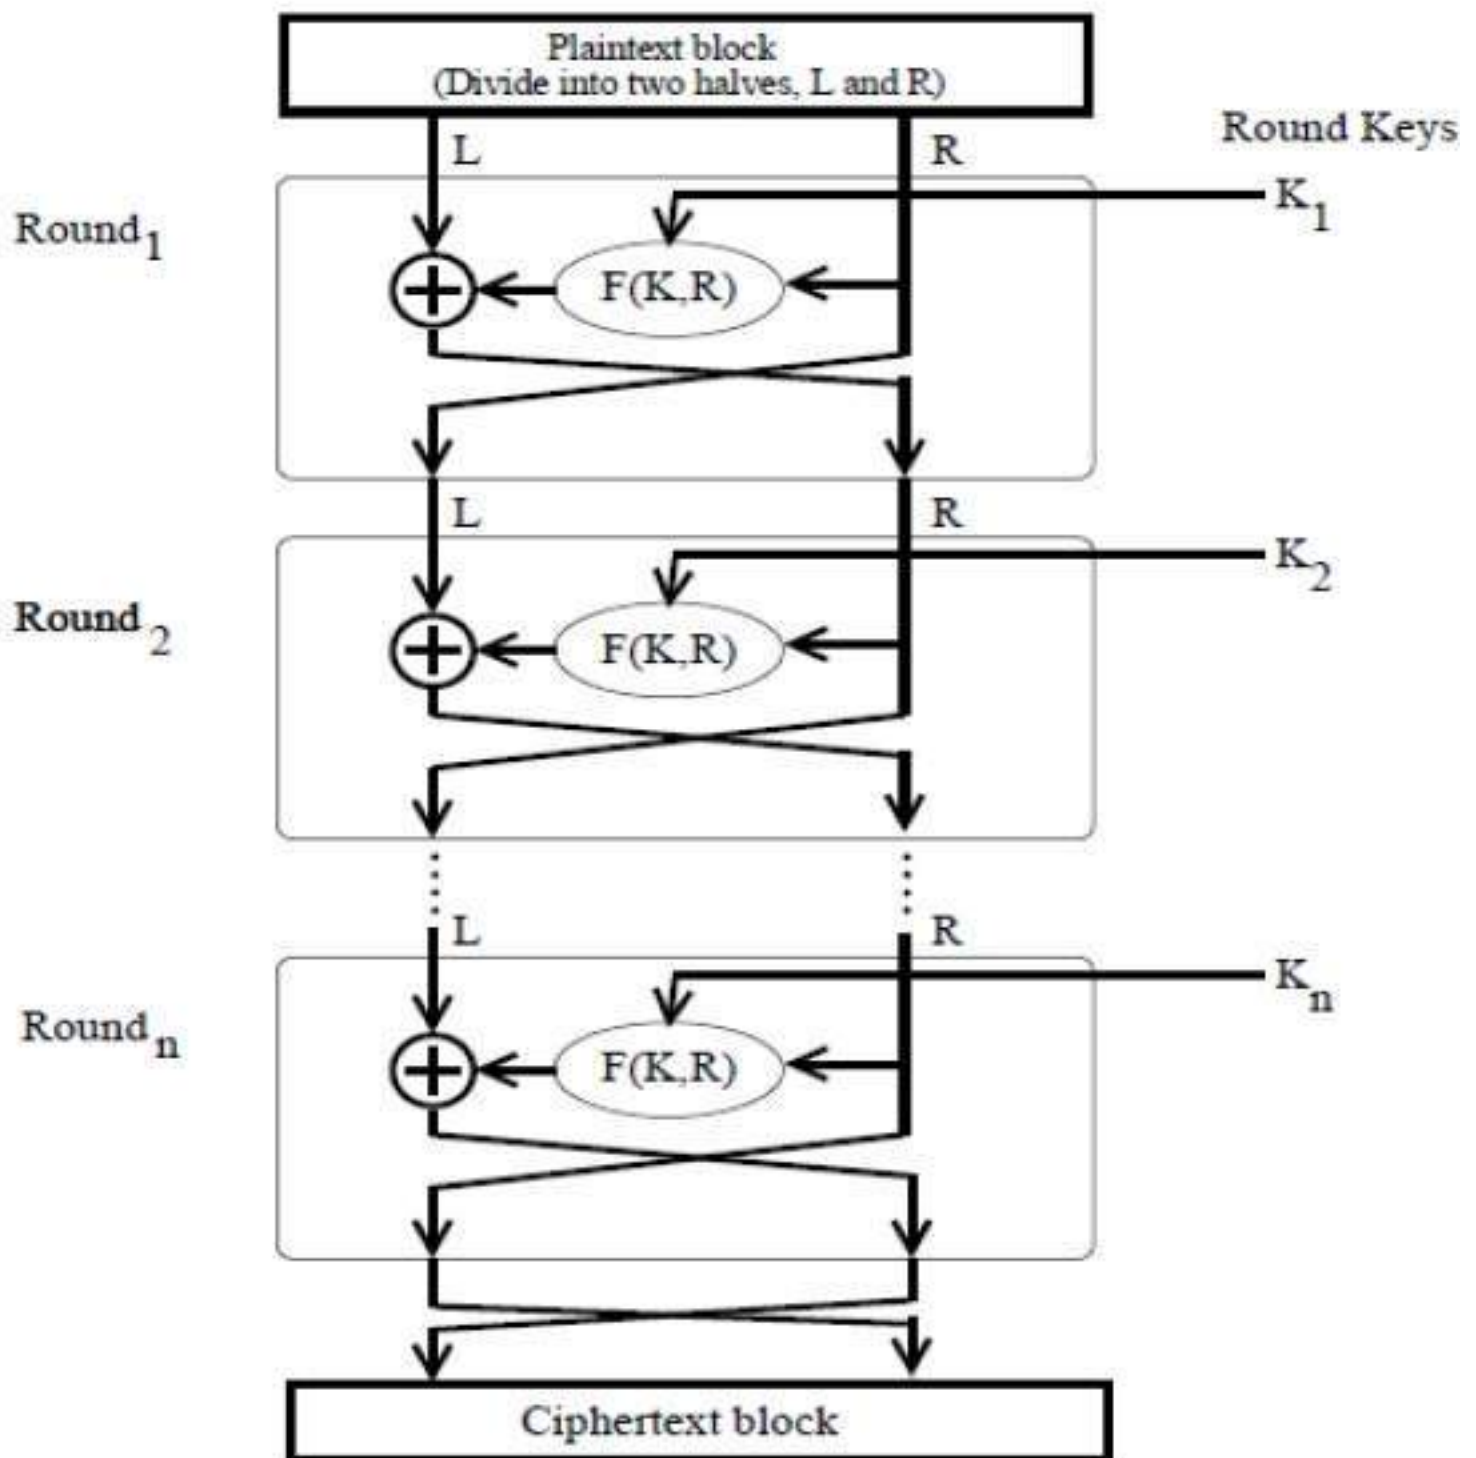 Plaintext block
(Divide into two halves, L and R)
Round Keys
L
R
K1
Round1
F(K,R)
L
R
K2
Round2
F(K,R)
L
R
Kn
Roundn
F(K,R)
Ciphertext block